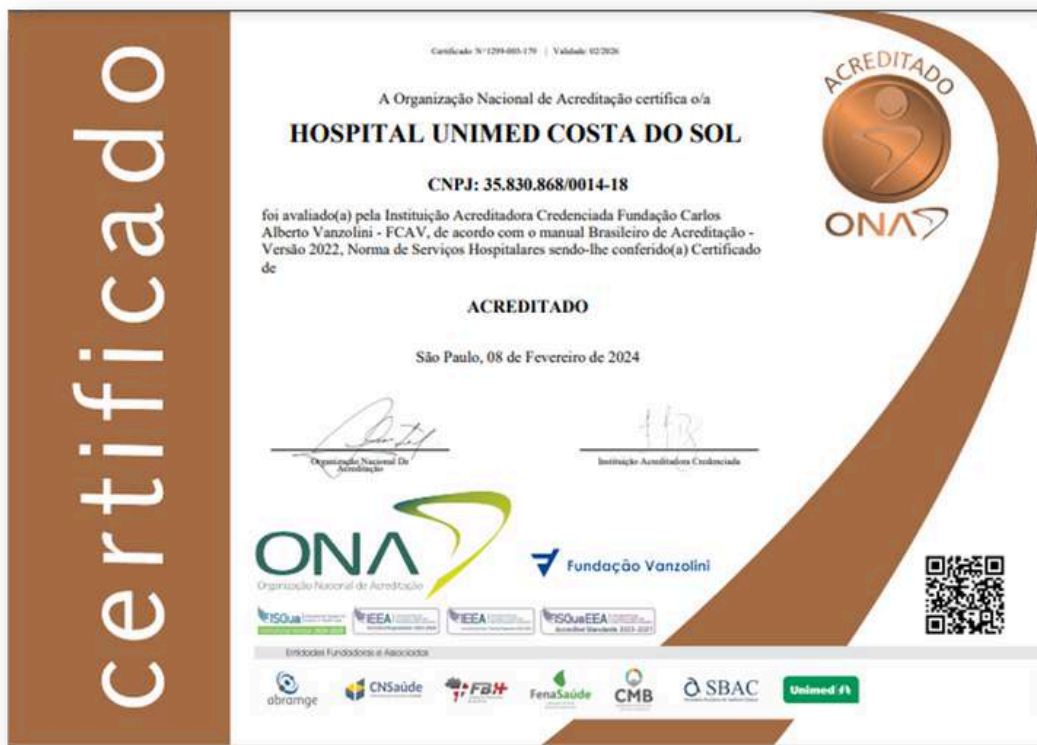 certificado
Certificado Nº1299-005-179 | Validade 02/2026
A Organização Nacional de Acreditação certifica o/a
HOSPITAL UNIMED COSTA DO SOL
CNPJ: 35.830.868/0014-18
foi avaliado(a) pela Instituição Acreditadora Credenciada Fundação Carlos
Alberto Vanzolini - FCAV, de acordo com o manual Brasileiro de Acreditação -
Versão 2022, Norma de Serviços Hospitalares sendo-lhe conferido(a) Certificado
de
ACREDITADO
São Paulo, 08 de Fevereiro de 2024
ACREDITADO
ONA
Organização Nacional De
Acreditação
Instituição Acreditadora Credenciada
ONA
Organização Nacional de Acreditação
Fundação Vanzolini
ISQua
IEEA
IEEA
ISQuaEEA
Entidades Fundadoras e Associadas
abramge
CNSaúde
FBH
FenaSaúde
CMB
SBAC
Unimed